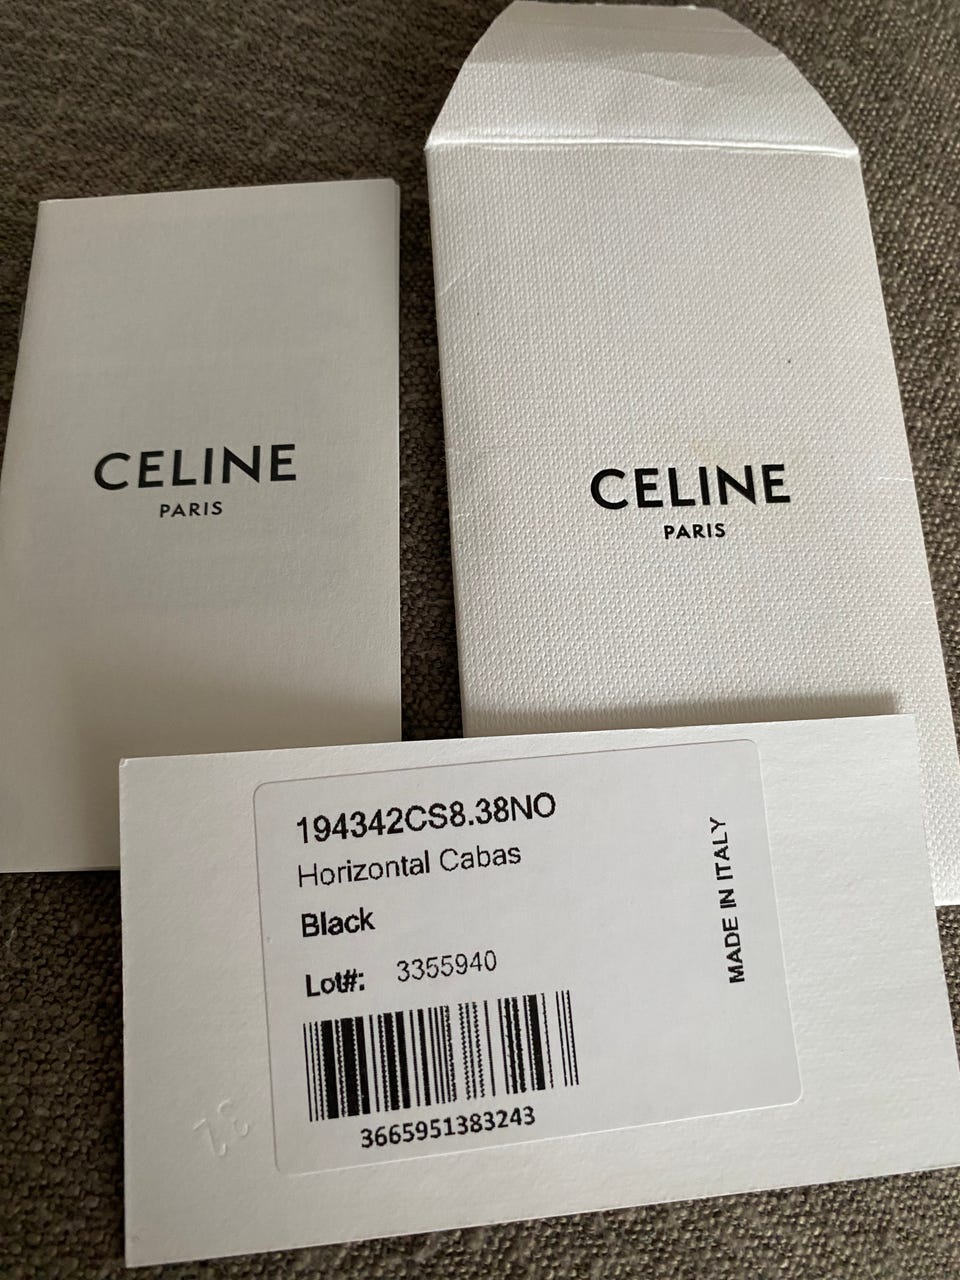 CELINE
PARIS
CELINE
PARIS
194342CS8.38NO
Horizontal Cabas
Black
Lot#: 3355940
3665951383243
MADE IN ITALY